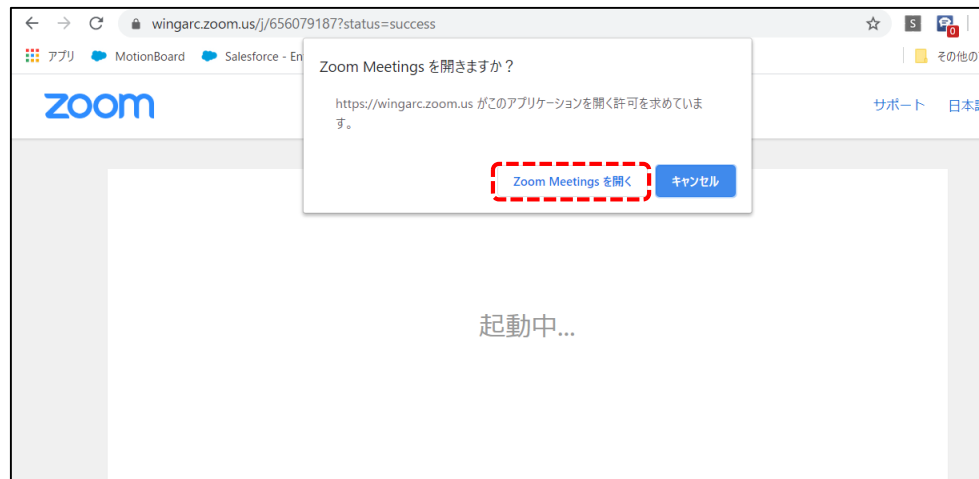 wingarc.zoom.us/j/656079187?status=success
S
0
アプリ MotionBoard Salesforce - En その他の
Zoom Meetings を開きますか？
https://wingarc.zoom.us がこのアプリケーションを開く許可を求めていま
す。
Zoom Meetings を開く キャンセル
zoom
サポート 日本語
起動中...